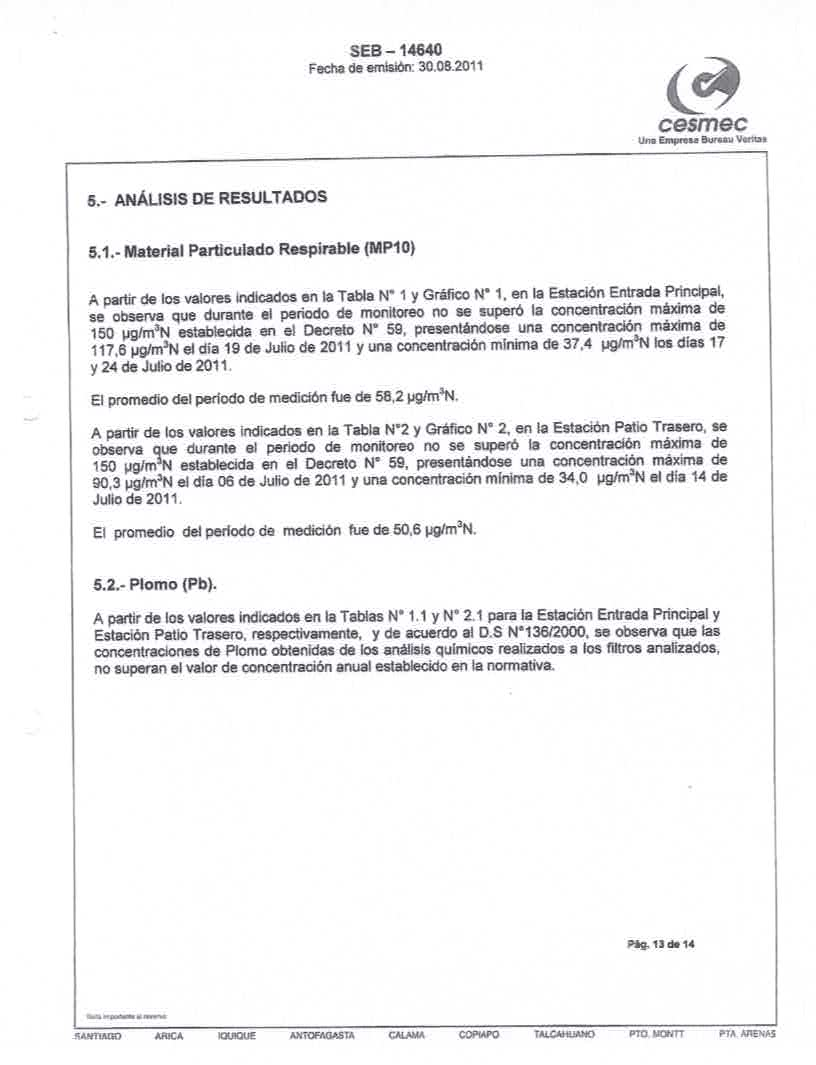 SEB – 14640
Fecha de emisión: 30.08.2011
cesmec
Una Empresa Bureau Veritas
5.- ANÁLISIS DE RESULTADOS
5.1.- Material Particulado Respirable (MP10)
A partir de los valores indicados en la Tabla N° 1 y Gráfico N° 1, en la Estación Entrada Principal,
se observa que durante el periodo de monitoreo no se superó la concentración máxima de
150 µg/m³N establecida en el Decreto N° 59, presentándose una concentración máxima de
117,6 µg/m³N el día 19 de Julio de 2011 y una concentración mínima de 37,4 µg/m³N los días 17
y 24 de Julio de 2011.
El promedio del período de medición fue de 58,2 µg/m³N.
A partir de los valores indicados en la Tabla N°2 y Gráfico N° 2, en la Estación Patio Trasero, se
observa que durante el periodo de monitoreo no se superó la concentración máxima de
150 µg/m³N establecida en el Decreto N° 59, presentándose una concentración máxima de
90,3 µg/m³N el día 06 de Julio de 2011 y una concentración mínima de 34,0 µg/m³N el día 14 de
Julio de 2011.
El promedio del período de medición fue de 50,6 µg/m³N.
5.2.- Plomo (Pb).
A partir de los valores indicados en la Tablas N° 1.1 y N° 2.1 para la Estación Entrada Principal y
Estación Patio Trasero, respectivamente, y de acuerdo al D.S N°136/2000, se observa que las
concentraciones de Plomo obtenidas de los análisis químicos realizados a los filtros analizados,
no superan el valor de concentración anual establecido en la normativa.
Pág. 13 de 14
Nota importante al reverso
SANTIAGO ARICA IQUIQUE ANTOFAGASTA CALAMA COPIAPO TALCAHUANO PTO. MONTT PTA. ARENAS